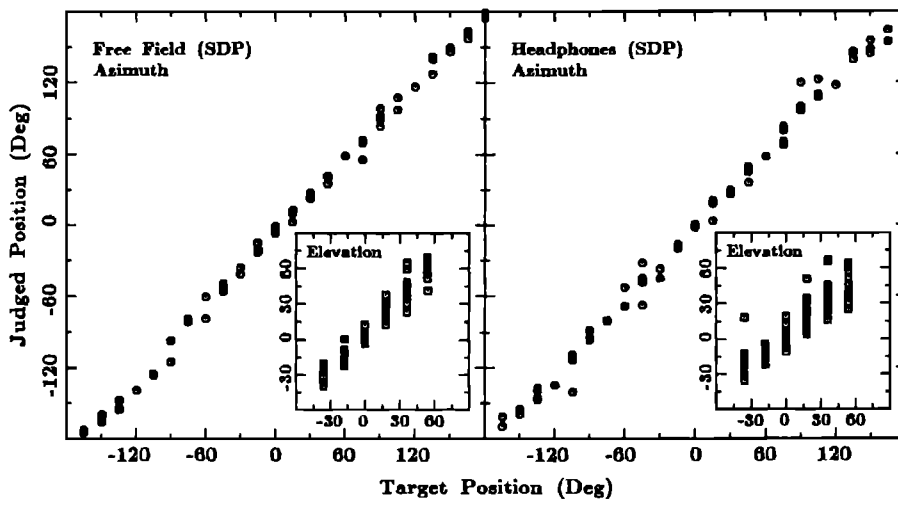 Free Field (SDP)
Azimuth
Headphones (SDP)
Azimuth
Judged Position (Deg)
120
60
0
-60
-120
Elevation
60
30
0
-30
-30 0 30 60
Elevation
60
30
0
-30
-30 0 30 60
-120 -60 0 60 120
-120 -60 0 60 120
Target Position (Deg)